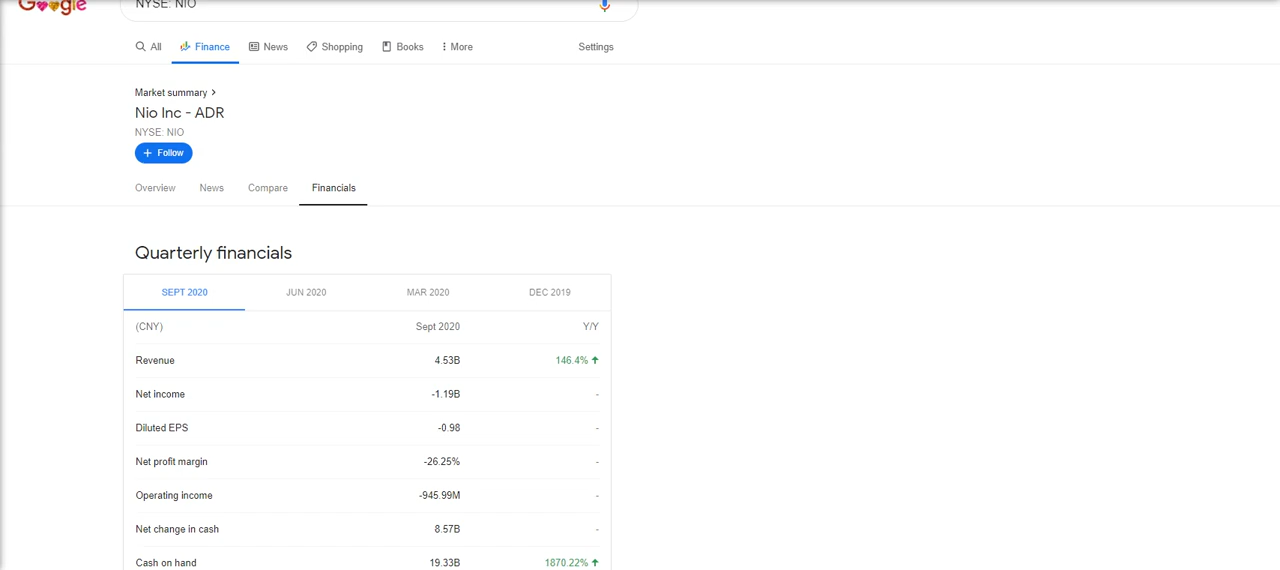 Google
NYSE: NIO
All Finance News Shopping Books More Settings
Market summary
Nio Inc - ADR
NYSE: NIO
+ Follow
Overview News Compare Financials
Quarterly financials
SEPT 2020 JUN 2020 MAR 2020 DEC 2019
(CNY) Sept 2020 Y/Y
Revenue 4.53B 146.4%
Net income -1.19B -
Diluted EPS -0.98 -
Net profit margin -26.25% -
Operating income -945.99M -
Net change in cash 8.57B -
Cash on hand 19.33B 1870.22%